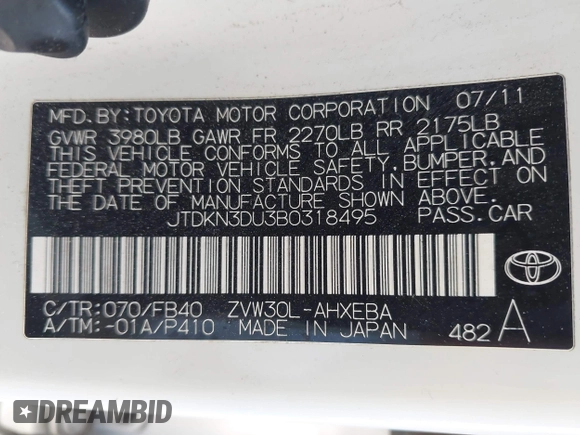 MFD.BY:TOYOTA MOTOR CORPORATION 07/11
GVWR 3980LB GAWR FR 2270LB RR 2175LB
THIS VEHICLE CONFORMS TO ALL APPLICABLE
FEDERAL MOTOR VEHICLE SAFETY, BUMPER, AND
THEFT PREVENTION STANDARDS IN EFFECT ON
THE DATE OF MANUFACTURE SHOWN ABOVE.
JTDKN3DU3B0318495 PASS.CAR
C/TR:070/FB40 ZVW30L-AHXEBA
A/TM:-01A/P410 MADE IN JAPAN 482 A
TOYOTA
DREAMBID